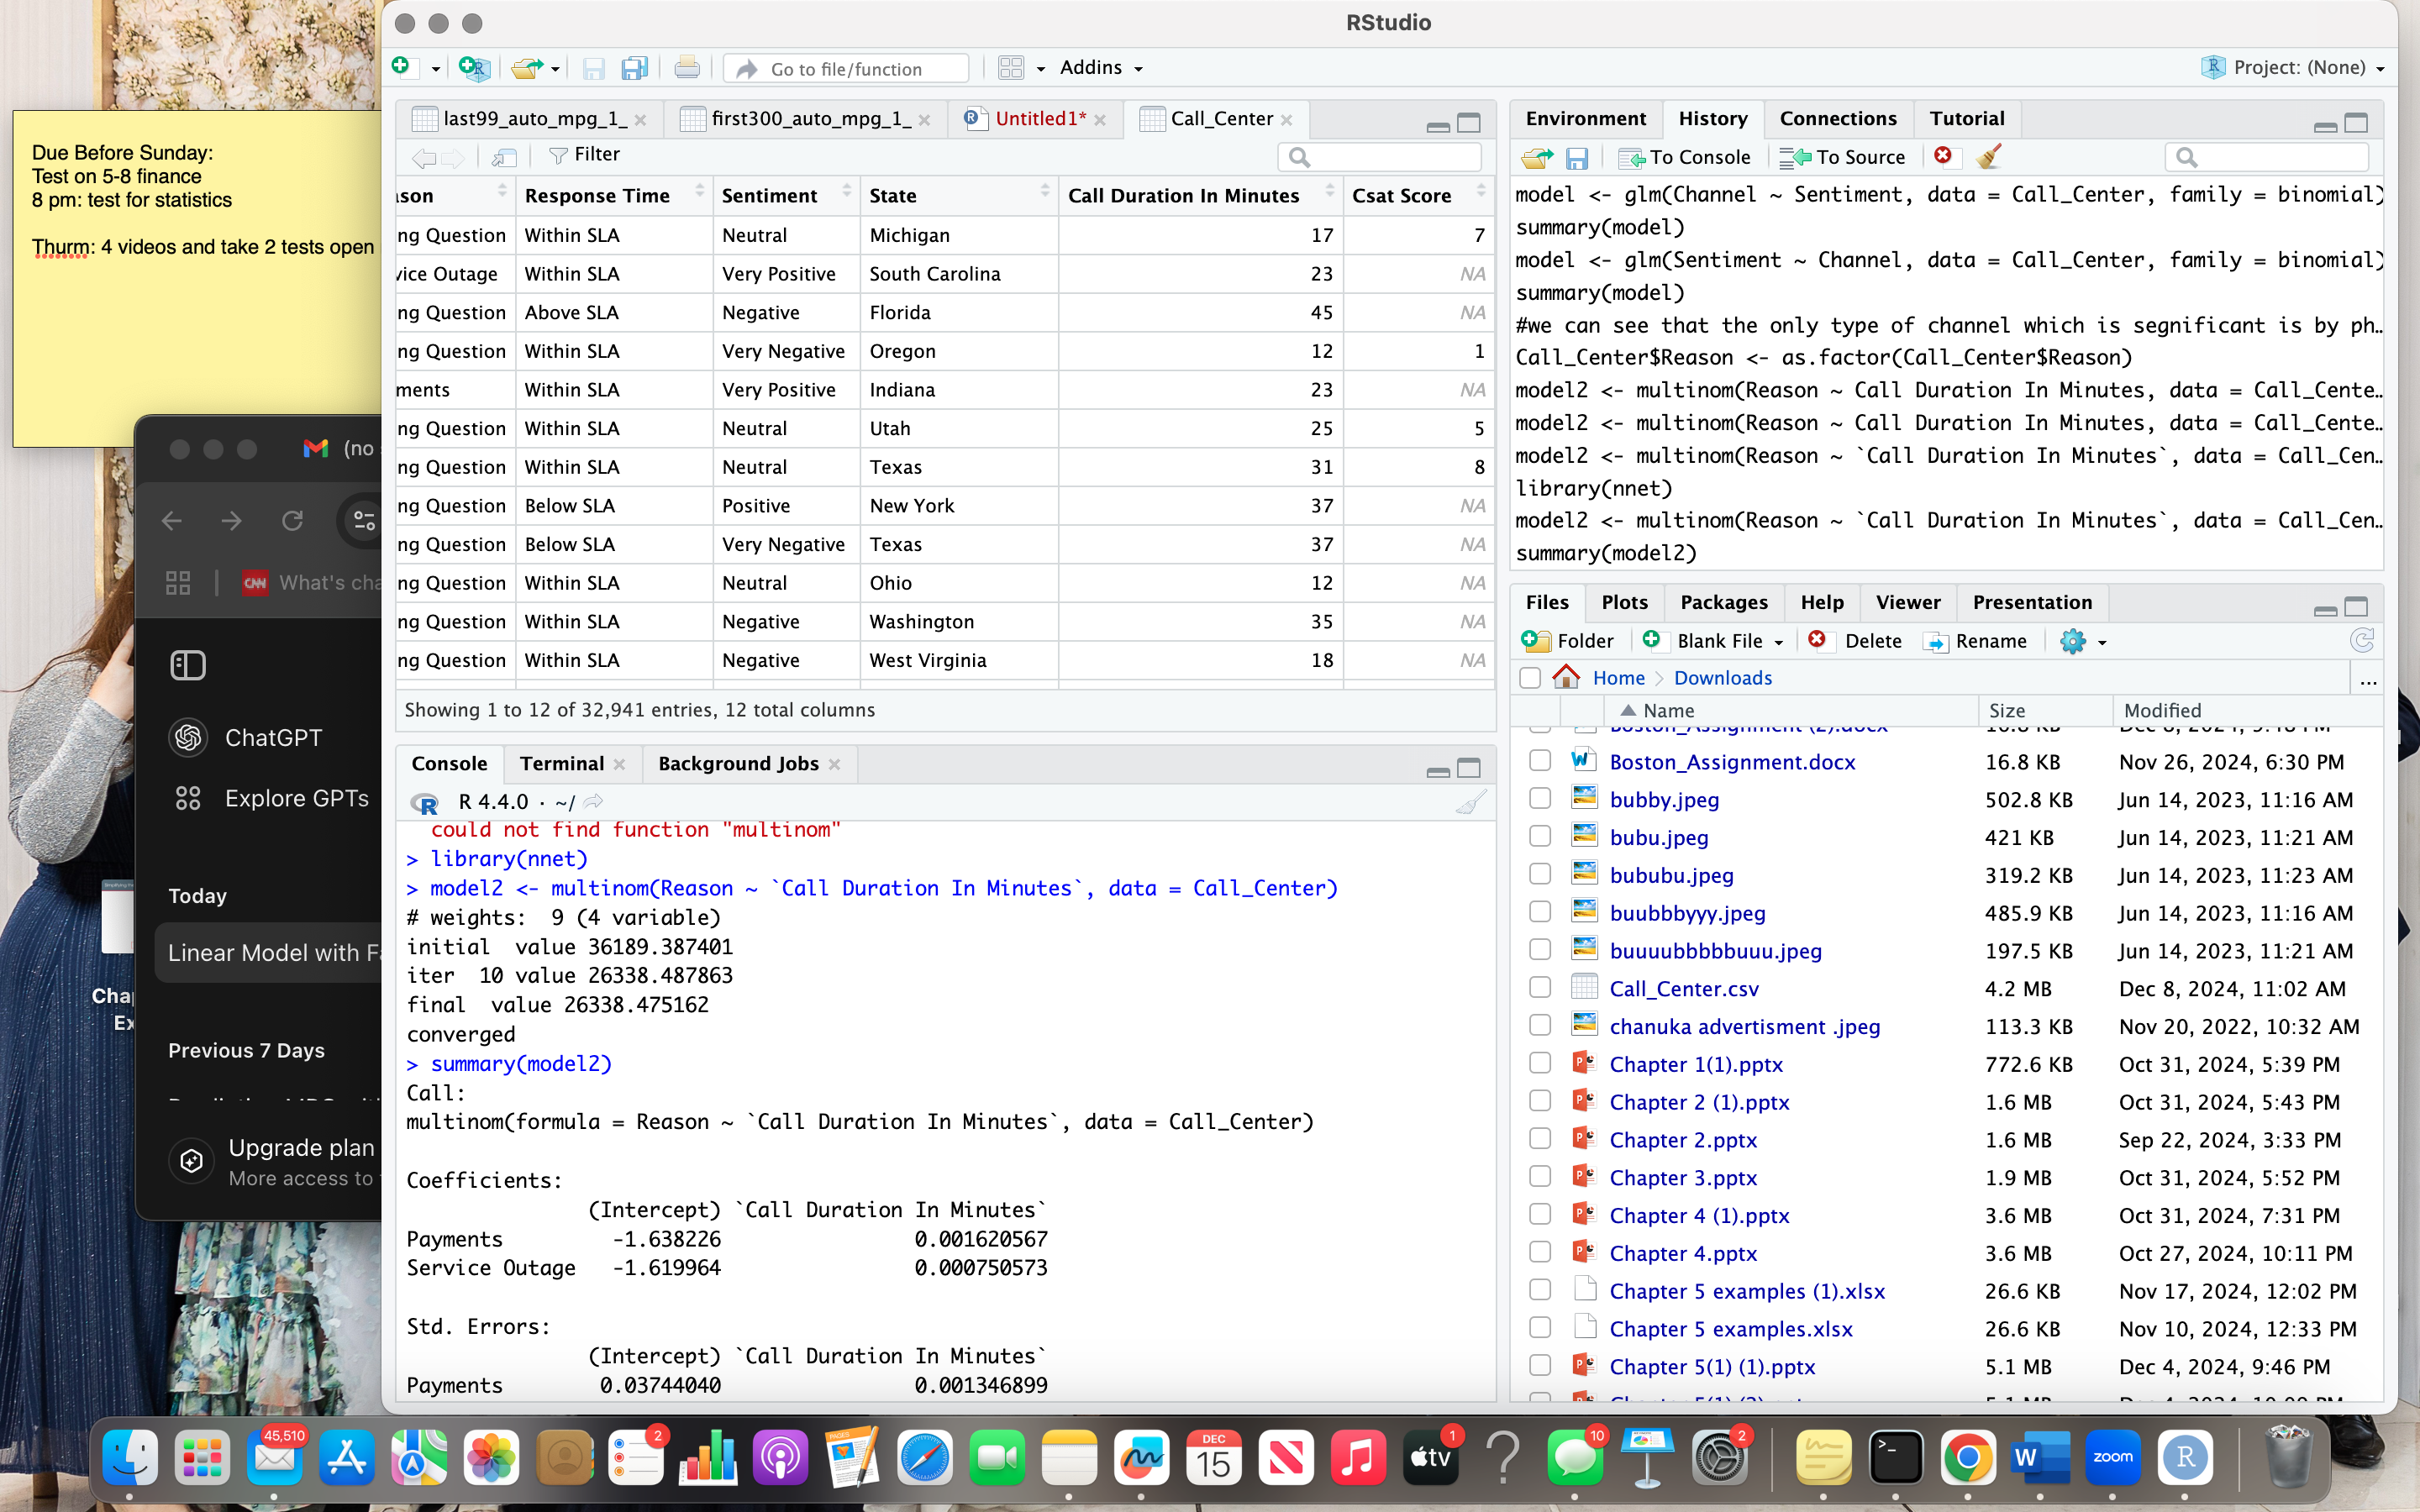 RStudio
Go to file/function
Addins
Project: (None)
Due Before Sunday:
Test on 5-8 finance
8 pm: test for statistics
Thurm: 4 videos and take 2 tests open
(no
What's cha
ChatGPT
Explore GPTs
Today
Linear Model with Fa
Previous 7 Days
Upgrade plan
More access to
last99_auto_mpg_1_
first300_auto_mpg_1_
Untitled1*
Call_Center
Filter
ason Response Time Sentiment State Call Duration In Minutes Csat Score
ng Question Within SLA Neutral Michigan 17 7
vice Outage Within SLA Very Positive South Carolina 23 NA
ng Question Above SLA Negative Florida 45 NA
ng Question Within SLA Very Negative Oregon 12 1
ments Within SLA Very Positive Indiana 23 NA
ng Question Within SLA Neutral Utah 25 5
ng Question Within SLA Neutral Texas 31 8
ng Question Below SLA Positive New York 37 NA
ng Question Below SLA Very Negative Texas 37 NA
ng Question Within SLA Neutral Ohio 12 NA
ng Question Within SLA Negative Washington 35 NA
ng Question Within SLA Negative West Virginia 18 NA
Showing 1 to 12 of 32,941 entries, 12 total columns
Console Terminal Background Jobs
R 4.4.0 · ~/
could not find function "multinom"
> library(nnet)
> model2 <- multinom(Reason ~ `Call Duration In Minutes`, data = Call_Center)
# weights:  9 (4 variable)
initial  value 36189.387401
iter  10 value 26338.487863
final  value 26338.475162
converged
> summary(model2)
Call:
multinom(formula = Reason ~ `Call Duration In Minutes`, data = Call_Center)
Coefficients:
(Intercept) `Call Duration In Minutes`
Payments -1.638226 0.001620567
Service Outage -1.619964 0.000750573
Std. Errors:
(Intercept) `Call Duration In Minutes`
Payments 0.03744040 0.001346899
Environment History Connections Tutorial
To Console To Source
model <- glm(Channel ~ Sentiment, data = Call_Center, family = binomial)
summary(model)
model <- glm(Sentiment ~ Channel, data = Call_Center, family = binomial)
summary(model)
#we can see that the only type of channel which is segnificant is by ph…
Call_Center$Reason <- as.factor(Call_Center$Reason)
model2 <- multinom(Reason ~ Call Duration In Minutes, data = Call_Cente…
model2 <- multinom(Reason ~ Call Duration In Minutes, data = Call_Cente…
model2 <- multinom(Reason ~ `Call Duration In Minutes`, data = Call_Cen…
library(nnet)
model2 <- multinom(Reason ~ `Call Duration In Minutes`, data = Call_Cen…
summary(model2)
Files Plots Packages Help Viewer Presentation
Folder Blank File Delete Rename
Home Downloads ...
Name Size Modified
Boston_Assignment.docx 16.8 KB Nov 26, 2024, 6:30 PM
bubby.jpeg 502.8 KB Jun 14, 2023, 11:16 AM
bubu.jpeg 421 KB Jun 14, 2023, 11:21 AM
bububu.jpeg 319.2 KB Jun 14, 2023, 11:23 AM
buubbbyyy.jpeg 485.9 KB Jun 14, 2023, 11:16 AM
buuuubbbbbuuu.jpeg 197.5 KB Jun 14, 2023, 11:21 AM
Call_Center.csv 4.2 MB Dec 8, 2024, 11:02 AM
chanuka advertisment .jpeg 113.3 KB Nov 20, 2022, 10:32 AM
Chapter 1(1).pptx 772.6 KB Oct 31, 2024, 5:39 PM
Chapter 2 (1).pptx 1.6 MB Oct 31, 2024, 5:43 PM
Chapter 2.pptx 1.6 MB Sep 22, 2024, 3:33 PM
Chapter 3.pptx 1.9 MB Oct 31, 2024, 5:52 PM
Chapter 4 (1).pptx 3.6 MB Oct 31, 2024, 7:31 PM
Chapter 4.pptx 3.6 MB Oct 27, 2024, 10:11 PM
Chapter 5 examples (1).xlsx 26.6 KB Nov 17, 2024, 12:02 PM
Chapter 5 examples.xlsx 26.6 KB Nov 10, 2024, 12:33 PM
Chapter 5(1) (1).pptx 5.1 MB Dec 4, 2024, 9:46 PM
Cha
Ex
45,510
2
PAGES
DEC
15
tv
1
10
2
zoom